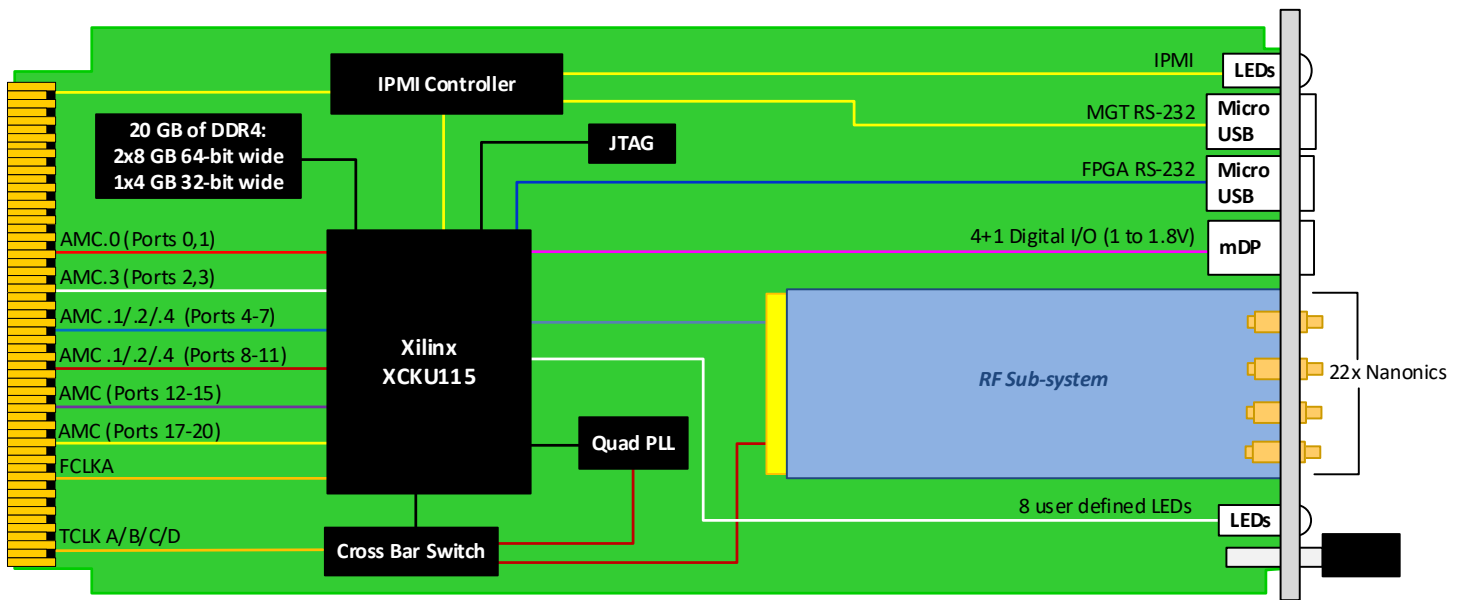 IPMI Controller
IPMI
LEDs
MGT RS-232
Micro
USB
20 GB of DDR4:
2x8 GB 64-bit wide
1x4 GB 32-bit wide
JTAG
FPGA RS-232
Micro
USB
AMC.0 (Ports 0,1)
4+1 Digital I/O (1 to 1.8V)
mDP
AMC.3 (Ports 2,3)
AMC .1/.2/.4 (Ports 4-7)
AMC .1/.2/.4 (Ports 8-11)
Xilinx
XCKU115
RF Sub-system
22x Nanonics
AMC (Ports 12-15)
AMC (Ports 17-20)
Quad PLL
FCLKA
8 user defined LEDs
LEDs
TCLK A/B/C/D
Cross Bar Switch